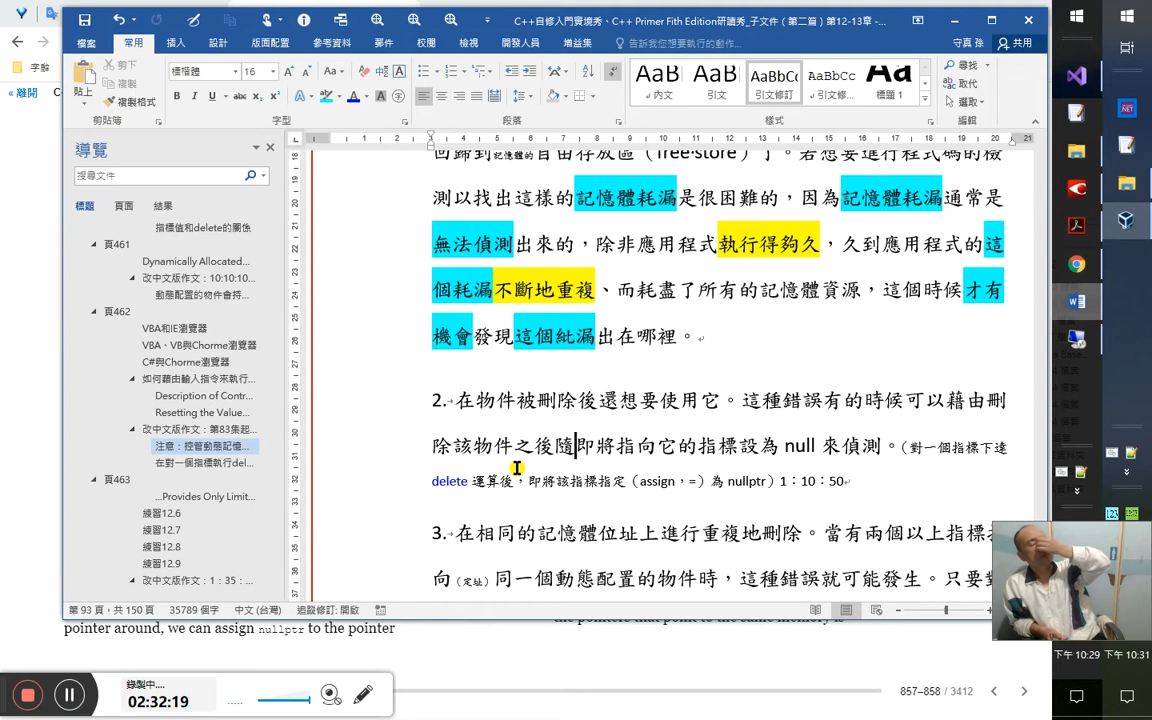 C++自修入門實境秀、C++ Primer Fith Edition研讀秀_子文件（第二篇）12-13章 - ...
檔案
常用
插入
設計
版面配置
參考資料
郵件
校閱
檢視
開發人員
增益集
告訴我您想要執行的動作...
守真 孫
共用
字齡
« 離開
貼上
剪下
複製
複製格式
剪貼簿
標楷體
16
字型
段落
AaBb
內文
AaBb
引文
AaBbCc
引文修訂
AaBbCc
引文修...
AaBb
標題 1
樣式
尋找
取代
選取
編輯
導覽
搜尋文件
標題
頁面
結果
指標值和delete的關係
頁461
Dynamically Allocated...
改中文版作文：10:10:10...
動態配置的物件會持...
頁462
VBA和IE瀏覽器
VBA、VB與Chorme瀏覽器
C#與Chorme瀏覽器
如何藉由輸入指令來執行...
Description of Contr...
Resetting the Value...
改中文版作文：第83集起...
注意：控管動態記憶...
在對一個指標執行del...
頁463
...Provides Only Limit...
練習12.6
練習12.7
練習12.8
練習12.9
改中文版作文：1：35：...
回歸到記憶體的自由存放區（free·store）了。若想要進行程式碼的檢
測以找出這樣的記憶體耗漏是很困難的，因為記憶體耗漏通常是
無法偵測出來的，除非應用程式執行得夠久，久到應用程式的這
個耗漏不斷地重複、而耗盡了所有的記憶體資源，這個時候才有
機會發現這個紕漏出在哪裡。
2. 在物件被刪除後還想要使用它。這種錯誤有的時候可以藉由刪
除該物件之後隨即將指向它的指標設為 null 來偵測。（對一個指標下達
delete 運算後，即將該指標指定（assign，=）為 nullptr）1：10：50
3. 在相同的記憶體位址上進行重複地刪除。當有兩個以上指標指
向（定址）同一個動態配置的物件時，這種錯誤就可能發生。只要對
第 93 頁，共 150 頁
35789 個字
中文 (台灣)
追蹤修訂: 開啟
pointer around, we can assign nullptr to the pointer
the pointers that point to the same memory is
錄製中....
02:32:19
857–858 / 3412
下午 10:29
下午 10:31